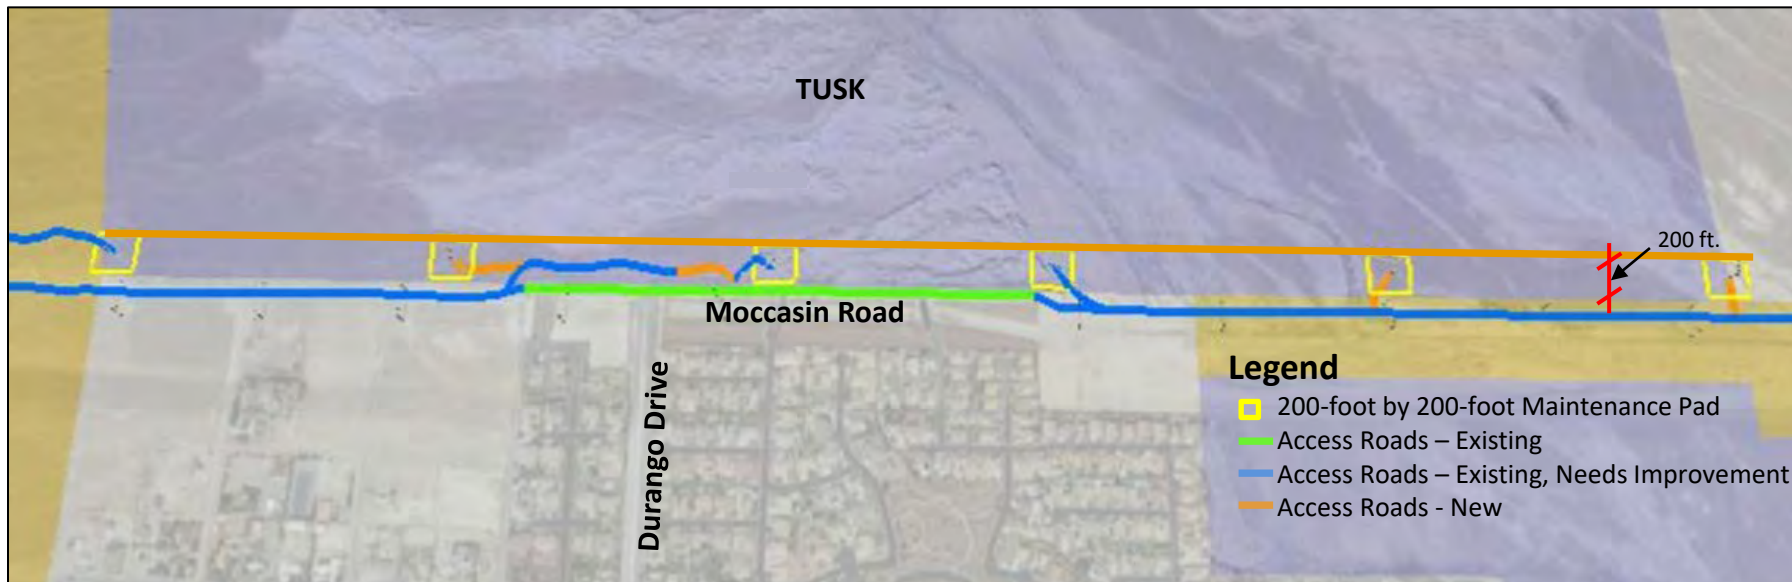 TUSK
200 ft.
Moccasin Road
Durango Drive
Legend
200-foot by 200-foot Maintenance Pad
Access Roads – Existing
Access Roads – Existing, Needs Improvement
Access Roads - New